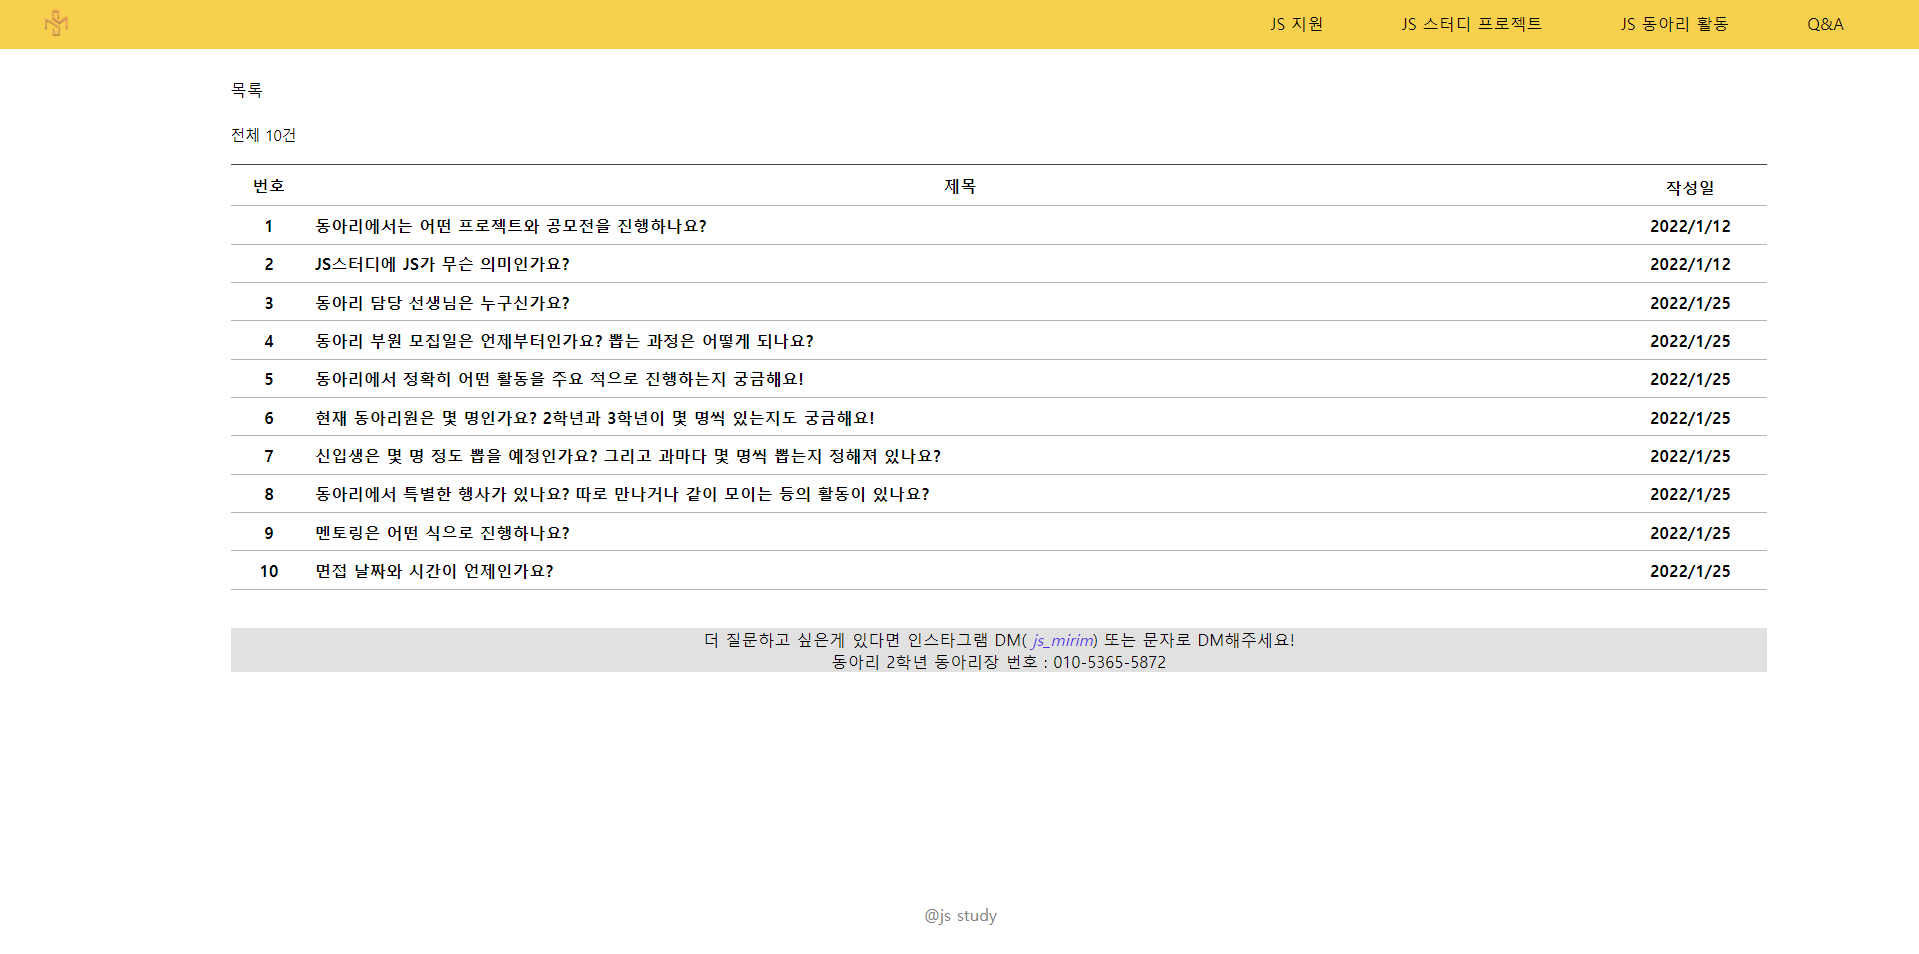 JS 지원 JS 스터디 프로젝트 JS 동아리 활동 Q&A
목록
전체 10건
번호 제목 작성일
1 동아리에서는 어떤 프로젝트와 공모전을 진행하나요? 2022/1/12
2 JS스터디에 JS가 무슨 의미인가요? 2022/1/12
3 동아리 담당 선생님은 누구신가요? 2022/1/25
4 동아리 부원 모집일은 언제부터인가요? 뽑는 과정은 어떻게 되나요? 2022/1/25
5 동아리에서 정확히 어떤 활동을 주요 적으로 진행하는지 궁금해요! 2022/1/25
6 현재 동아리원은 몇 명인가요? 2학년과 3학년이 몇 명씩 있는지도 궁금해요! 2022/1/25
7 신입생은 몇 명 정도 뽑을 예정인가요? 그리고 과마다 몇 명씩 뽑는지 정해져 있나요? 2022/1/25
8 동아리에서 특별한 행사가 있나요? 따로 만나거나 같이 모이는 등의 활동이 있나요? 2022/1/25
9 멘토링은 어떤 식으로 진행하나요? 2022/1/25
10 면접 날짜와 시간이 언제인가요? 2022/1/25
더 질문하고 싶은게 있다면 인스타그램 DM( js_mirim) 또는 문자로 DM해주세요!
동아리 2학년 동아리장 번호 : 010-5365-5872
@js study